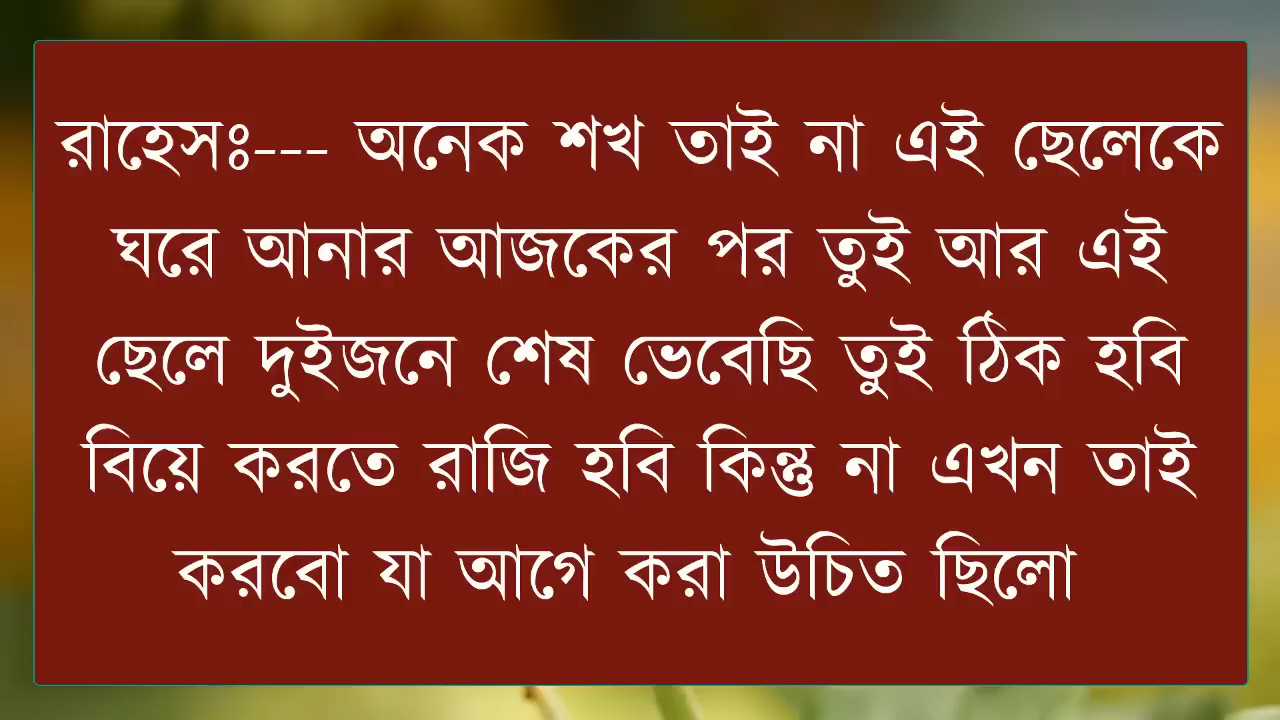 রাহেসঃ--- অনেক শখ তাই না এই ছেলেকে
ঘরে আনার আজকের পর তুই আর এই
ছেলে দুইজনে শেষ ভেবেছি তুই ঠিক হবি
বিয়ে করতে রাজি হবি কিন্তু না এখন তাই
করবো যা আগে করা উচিত ছিলো